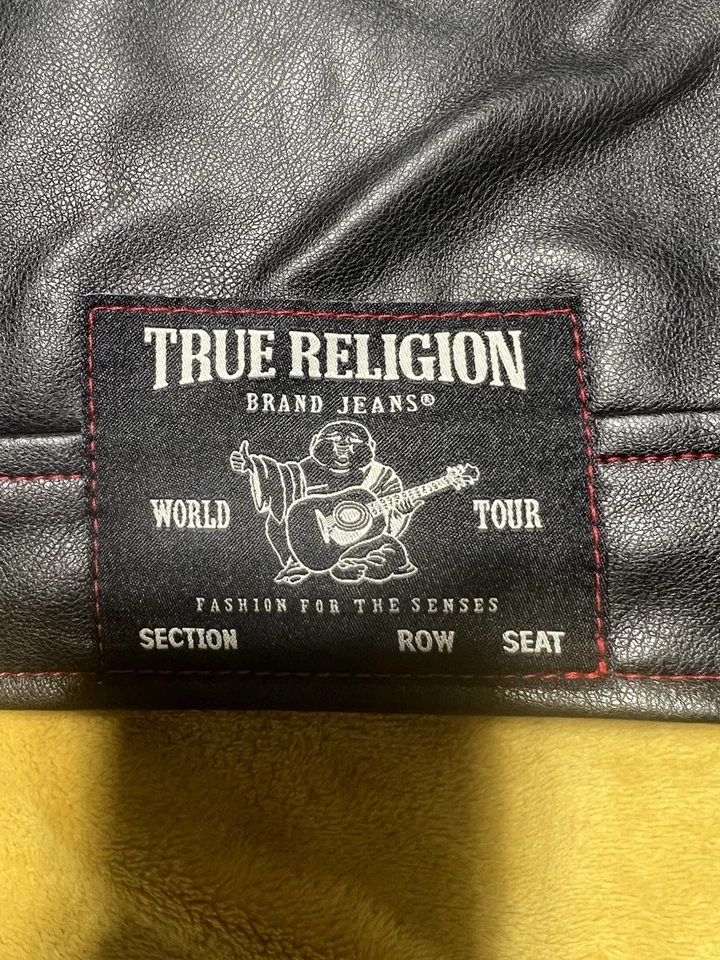 TRUE RELIGION
BRAND JEANS®
WORLD TOUR
FASHION FOR THE SENSES
SECTION ROW SEAT